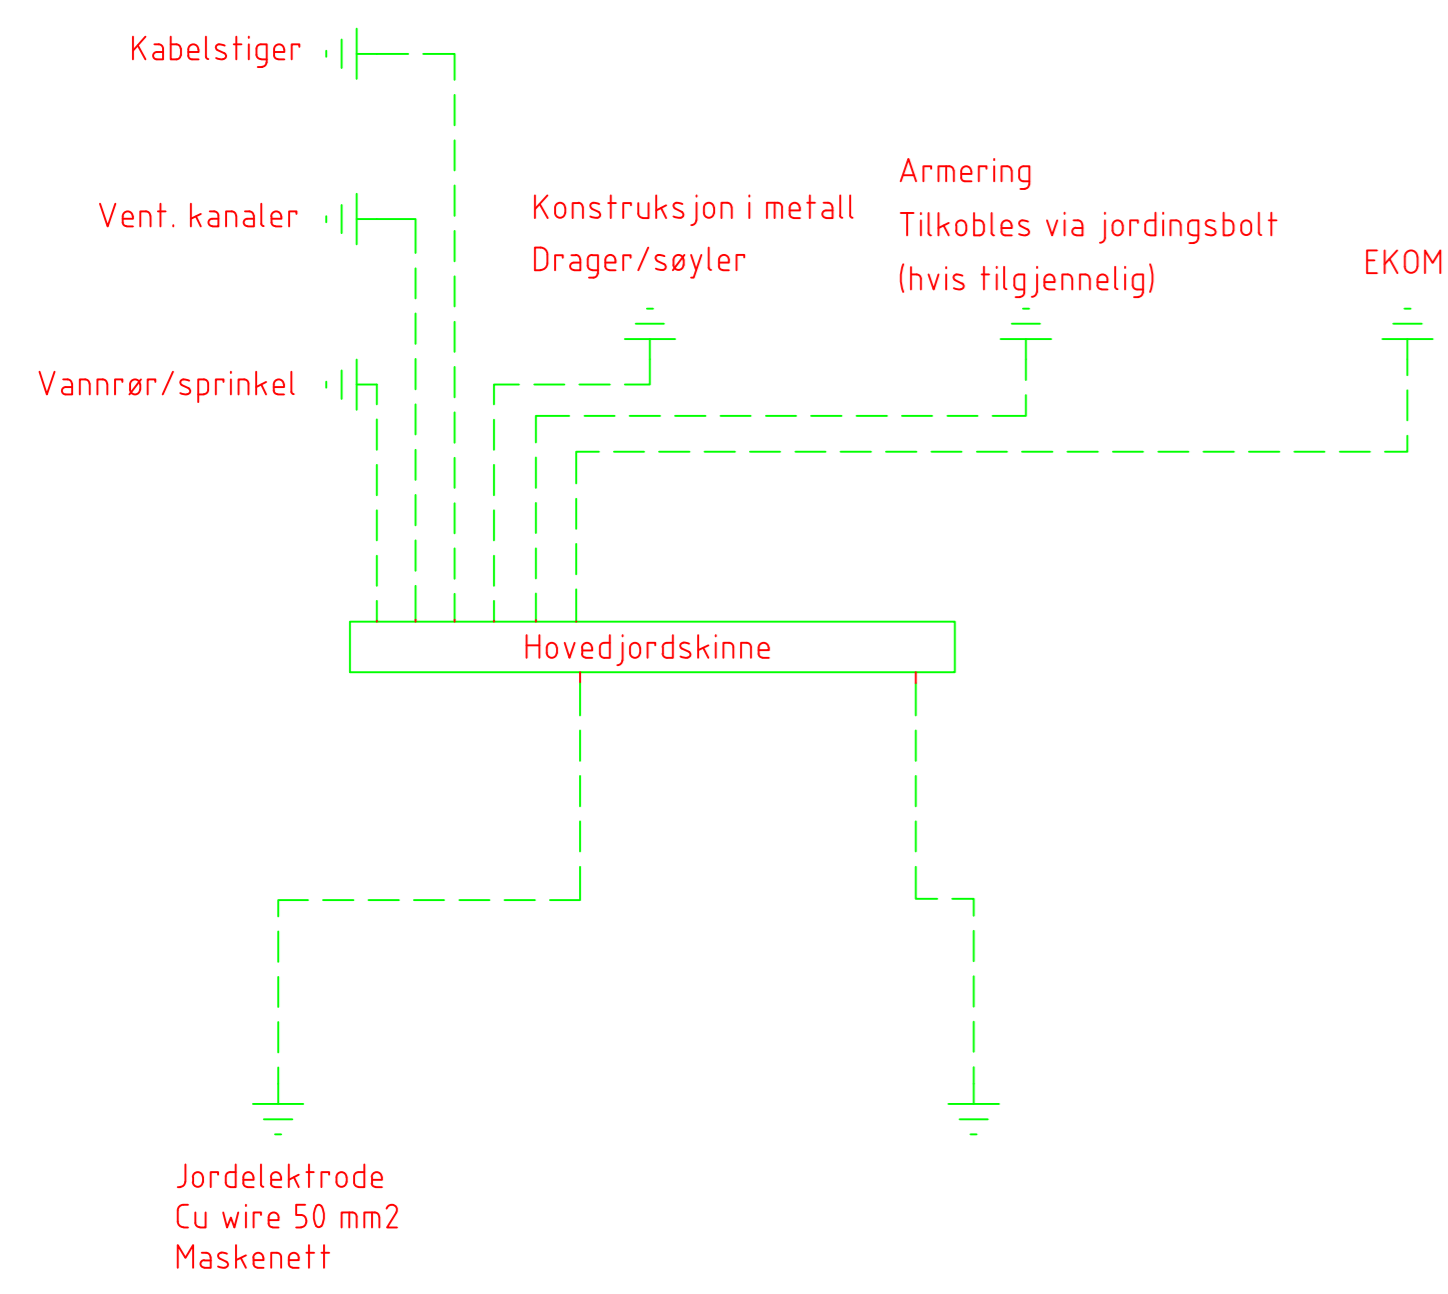 Kabelstiger
Vent. kanaler
Vannrør/sprinkel
Konstruksjon i metall
Drager/søyler
Armering
Tilkobles via jordingsbolt
(hvis tilgjennelig)
EKOM
Hovedjordskinne
Jordelektrode
Cu wire 50 mm2
Maskenett